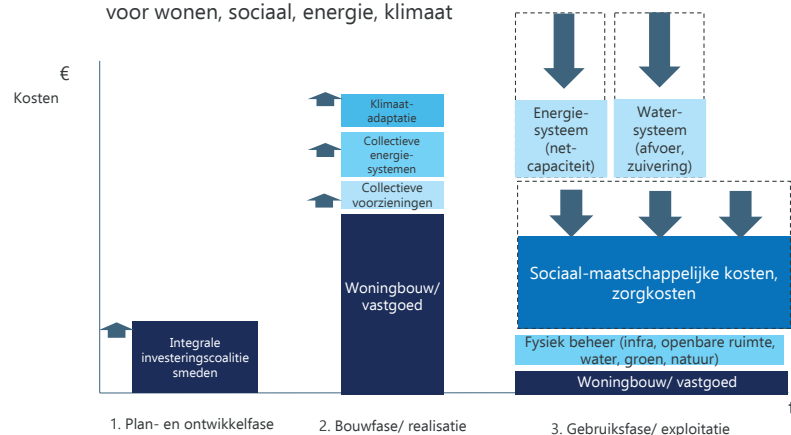 voor wonen, sociaal, energie, klimaat
€
Kosten
Klimaat-
adaptatie
Collectieve
energie-
systemen
Collectieve
voorzieningen
Woningbouw/
vastgoed
Integrale
investeringscoalitie
smeden
Energie-
systeem
(net-
capaciteit)
Water-
systeem
(afvoer,
zuivering)
Sociaal-maatschappelijke kosten,
zorgkosten
Fysiek beheer (infra, openbare ruimte,
water, groen, natuur)
Woningbouw/ vastgoed
t
1. Plan- en ontwikkelfase
2. Bouwfase/ realisatie
3. Gebruiksfase/ exploitatie